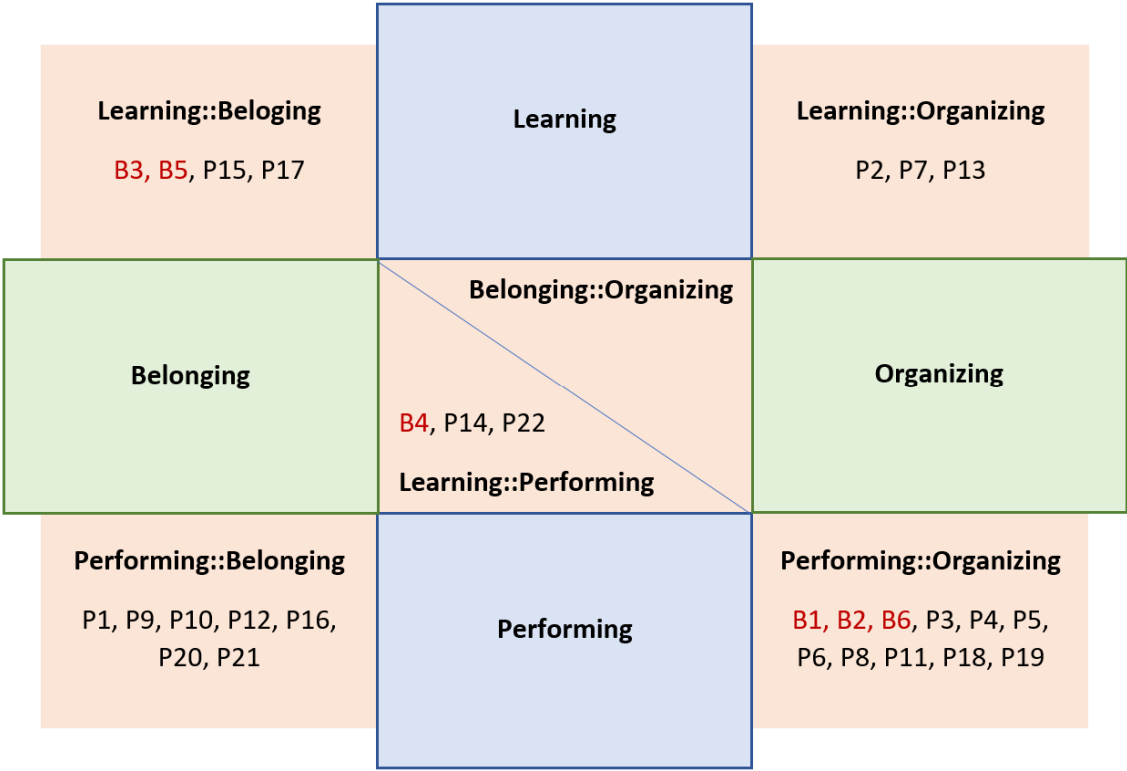 Learning::Beloging
B3, B5, P15, P17
Learning
Learning::Organizing
P2, P7, P13
Belonging
Belonging::Organizing
B4, P14, P22
Learning::Performing
Organizing
Performing::Belonging
P1, P9, P10, P12, P16,
P20, P21
Performing
Performing::Organizing
B1, B2, B6, P3, P4, P5,
P6, P8, P11, P18, P19